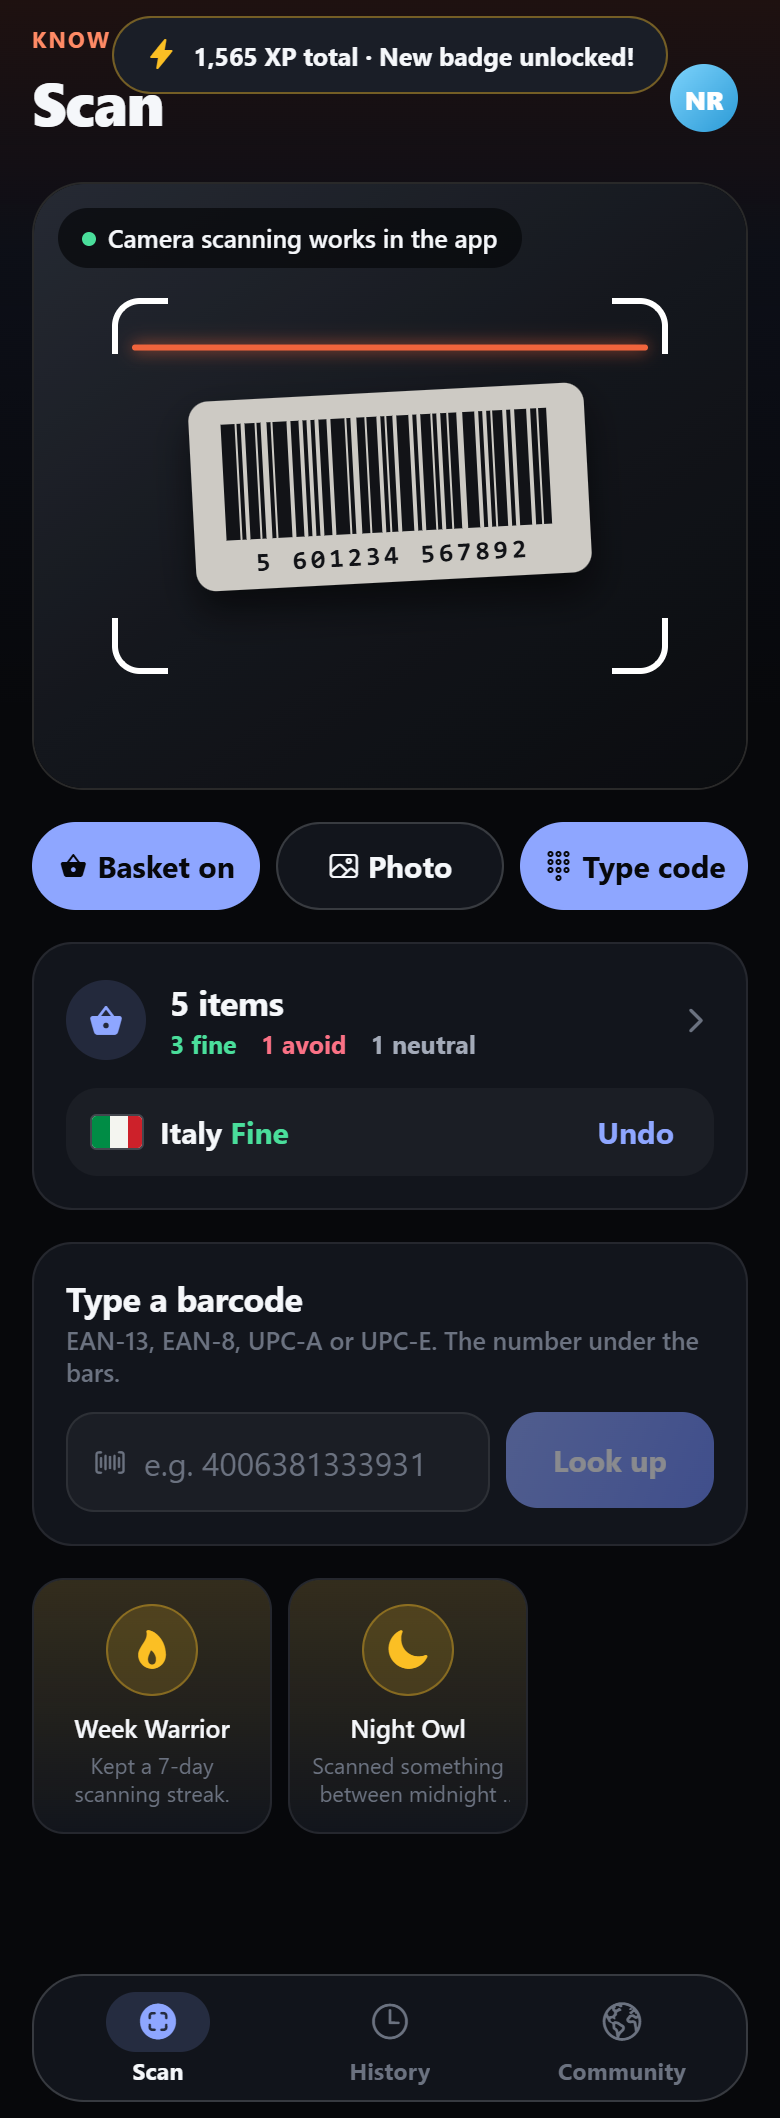 KNOW
1,565 XP total · New badge unlocked!
Scan
NR
Camera scanning works in the app
5 601234 567892
Basket on
Photo
Type code
5 items
3 fine 1 avoid 1 neutral
Italy Fine
Undo
Type a barcode
EAN-13, EAN-8, UPC-A or UPC-E. The number under the
bars.
e.g. 4006381333931
Look up
Week Warrior
Kept a 7-day
scanning streak.
Night Owl
Scanned something
between midnight ..
Scan
History
Community